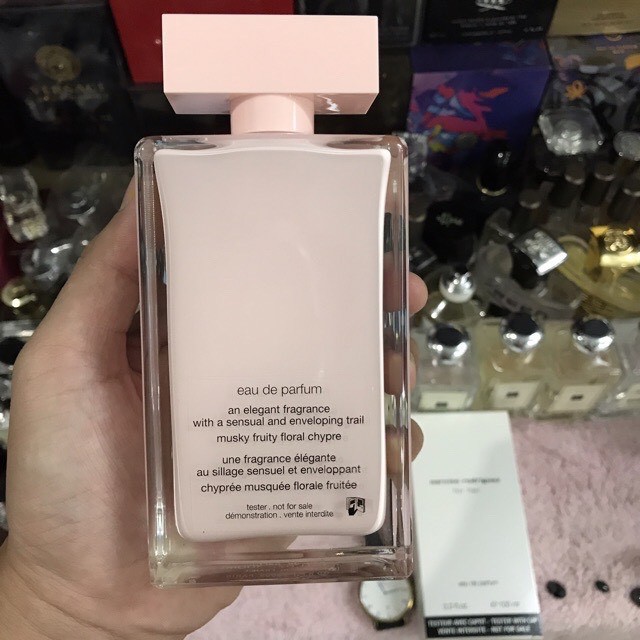 eau de parfum
an elegant fragrance
with a sensual and enveloping trail
musky fruity floral chypre
une fragrance élégante
au sillage sensuel et enveloppant
chyprée musquée florale fruitée
tester . not for sale
démonstration . vente interdite
narciso rodriguez
for her
eau de parfum